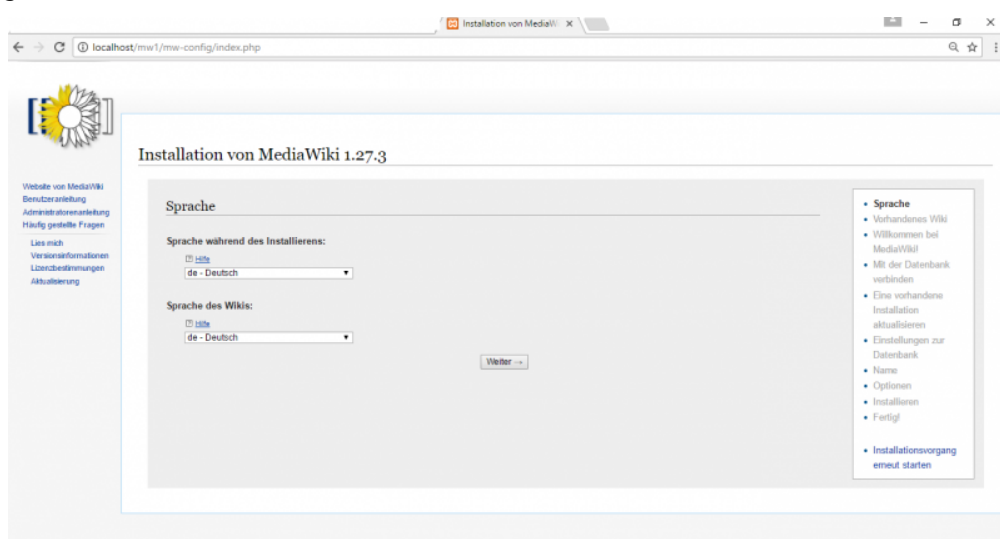 Installation von MediaWi
localhost/mw1/mw-config/index.php
Installation von MediaWiki 1.27.3
Website von MediaWiki
Benutzeranleitung
Administratorenanleitung
Häufig gestellte Fragen
Lies mich
Versionsinformationen
Lizenzbestimmungen
Aktualisierung
Sprache
Sprache während des Installierens:
Hilfe
de - Deutsch
Sprache des Wikis:
Hilfe
de - Deutsch
Weiter →
Sprache
Vorhandenes Wiki
Willkommen bei
MediaWiki!
Mit der Datenbank
verbinden
Eine vorhandene
Installation
aktualisieren
Einstellungen zur
Datenbank
Name
Optionen
Installieren
Fertig!
Installationsvorgang
erneut starten